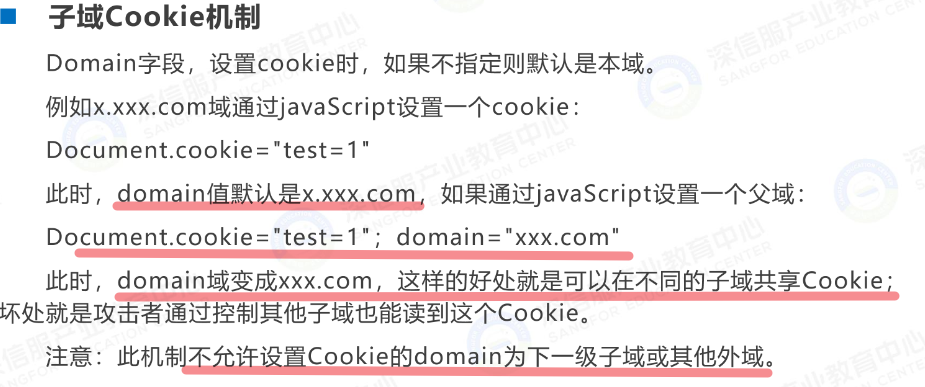 子域Cookie机制
Domain字段，设置cookie时，如果不指定则默认是本域。
例如x.xxx.com域通过javaScript设置一个cookie：
Document.cookie="test=1"
此时，domain值默认是x.xxx.com，如果通过javaScript设置一个父域：
Document.cookie="test=1"；domain="xxx.com"
此时，domain域变成xxx.com，这样的好处就是可以在不同的子域共享Cookie；
坏处就是攻击者通过控制其他子域也能读到这个Cookie。
注意：此机制不允许设置Cookie的domain为下一级子域或其他外域。
深信服产业教育中心
SANGFOR EDUCATION CENTER